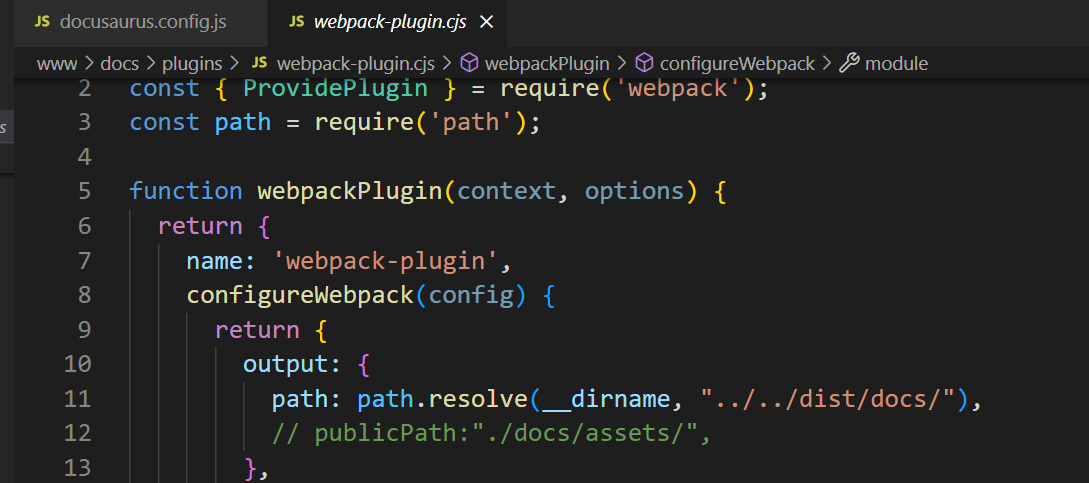 JS docusaurus.config.js JS webpack-plugin.cjs ×
www > docs > plugins > JS webpack-plugin.cjs > webpackPlugin > configureWebpack > module
s
2 const { ProvidePlugin } = require('webpack');
3 const path = require('path');
4
5 function webpackPlugin(context, options) {
6 return {
7 name: 'webpack-plugin',
8 configureWebpack(config) {
9 return {
10 output: {
11 path: path.resolve(__dirname, "../../dist/docs/"),
12 // publicPath:"./docs/assets/",
13 },